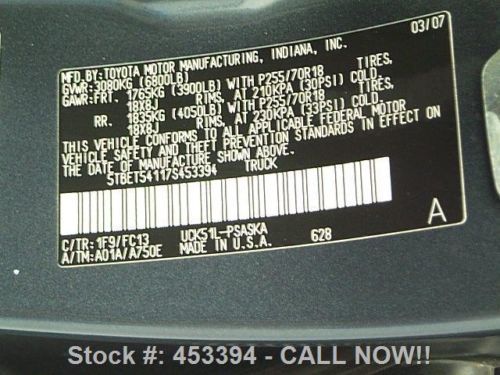 MFD.BY:TOYOTA MOTOR MANUFACTURING, INDIANA, INC. 03/07
GVWR:3080KG (6800LB)
GAWR:FRT. 1765KG (3900LB) WITH P255/70R18 TIRES,
18X8J RIMS, AT 210KPA (30PSI) COLD.
RR. 1835KG (4050LB) WITH P255/70R18 TIRES,
18X8J RIMS, AT 230KPA (33PSI) COLD.
THIS VEHICLE CONFORMS TO ALL APPLICABLE FEDERAL MOTOR
VEHICLE SAFETY AND THEFT PREVENTION STANDARDS IN EFFECT ON
THE DATE OF MANUFACTURE SHOWN ABOVE.
5TBET54117S453394 TRUCK
C/TR: 1F9/FC13 UCK51L-PSASKA A
A/TM: A01A/A750E MADE IN U.S.A. 628
Stock #: 453394 - CALL NOW!!